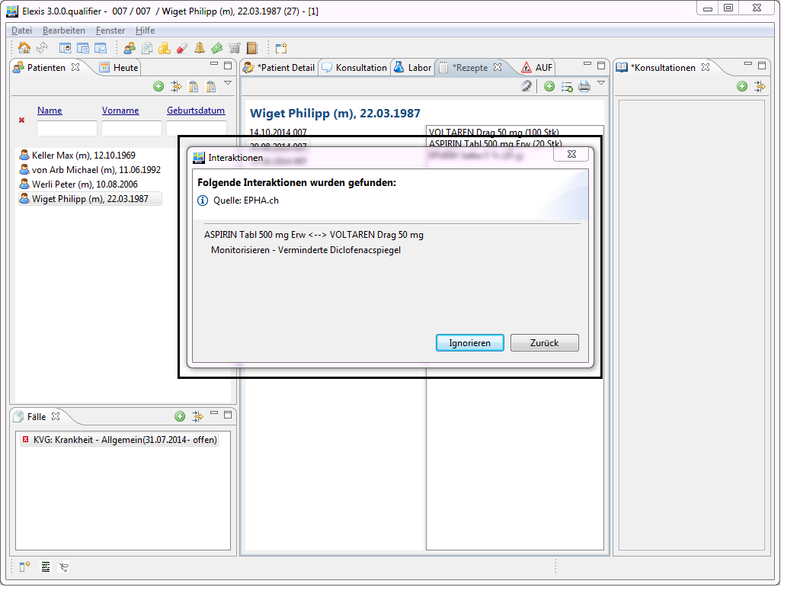 Elexis 3.0.0.qualifier - 007 / 007 / Wiget Philipp (m), 22.03.1987 (27) - [1]
Datei Bearbeiten Fenster Hilfe
Patienten Heute
*Patient Detail Konsultation Labor *Rezepte AUF
*Konsultationen
Name Vorname Geburtsdatum
Keller Max (m), 12.10.1969
von Arb Michael (m), 11.06.1992
Werli Peter (m), 10.08.2006
Wiget Philipp (m), 22.03.1987
Wiget Philipp (m), 22.03.1987
14.10.2014 007
VOLTAREN Drag 50 mg (100 Stk)
20.08.2014 007
ASPIRIN Tabl 500 mg Erw (20 Stk)
Interaktionen
Folgende Interaktionen wurden gefunden:
Quelle: EPHA.ch
ASPIRIN Tabl 500 mg Erw <--> VOLTAREN Drag 50 mg
Monitorisieren - Verminderte Diclofenacspiegel
Ignorieren Zurück
Fälle
KVG: Krankheit - Allgemein(31.07.2014- offen)